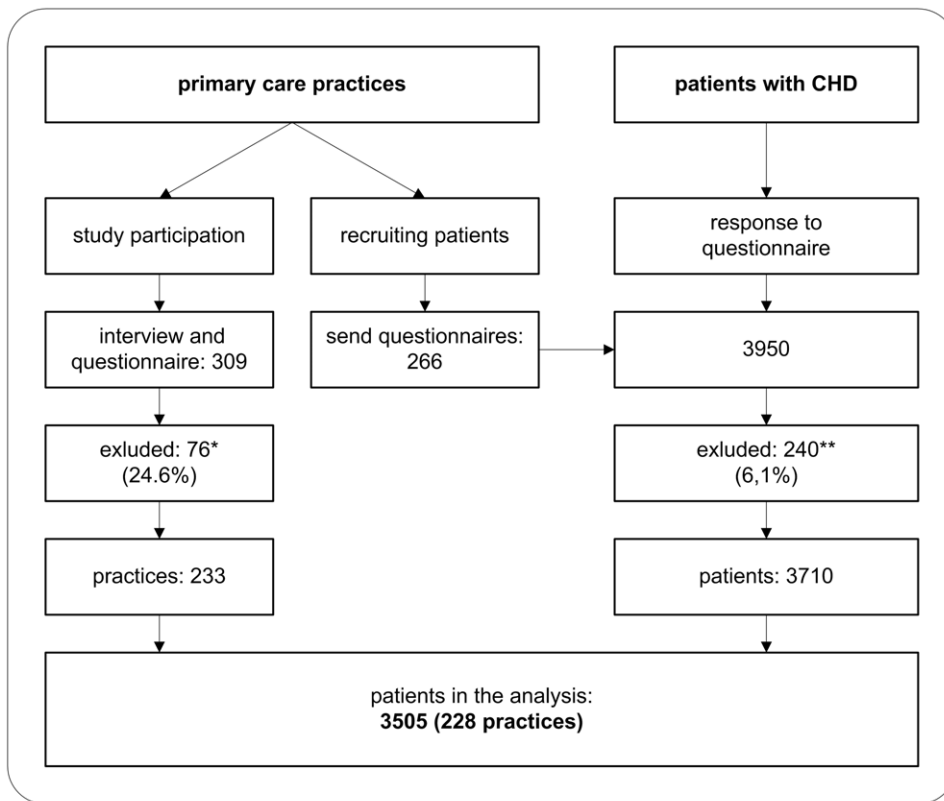 primary care practices
patients with CHD
study participation
recruiting patients
response to
questionnaire
interview and
questionnaire: 309
send questionnaires:
266
3950
exluded: 76*
(24.6%)
exluded: 240**
(6,1%)
practices: 233
patients: 3710
patients in the analysis:
3505 (228 practices)